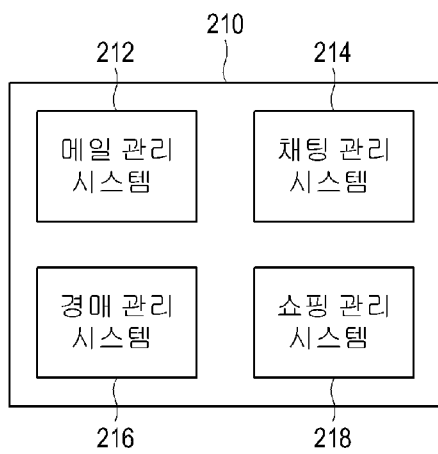 210
212
214
메일 관리
시스템
채팅 관리
시스템
경매 관리
시스템
쇼핑 관리
시스템
216
218